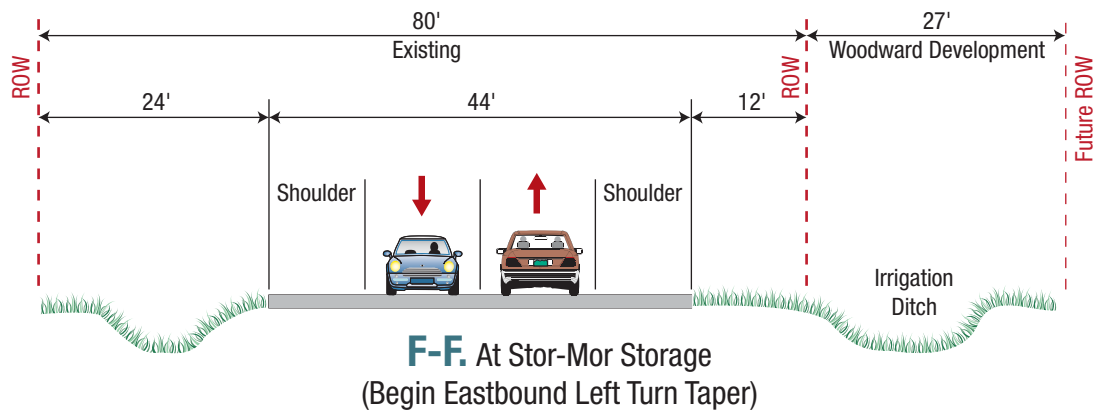 80'
27'
Existing
Woodward Development
ROW
ROW
Future ROW
24'
44'
12'
Shoulder
Shoulder
Irrigation
Ditch
F-F. At Stor-Mor Storage
(Begin Eastbound Left Turn Taper)